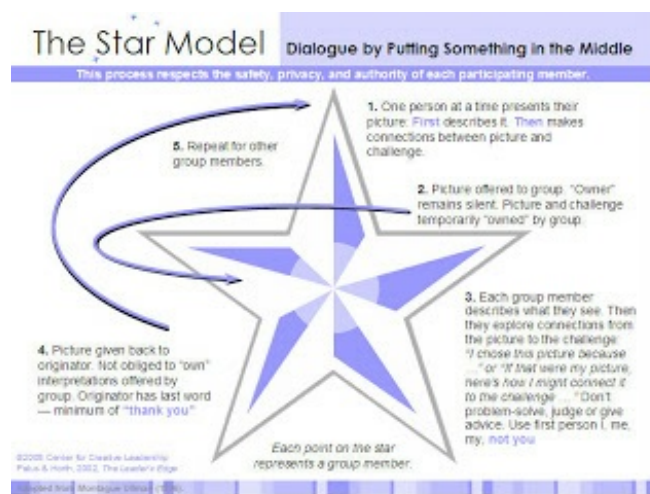 The Star Model
Dialogue by Putting Something in the Middle
This process respects the safety, privacy, and authority of each participating member.
1. One person at a time presents their
picture: First describes it. Then makes
connections between picture and
challenge.
5. Repeat for other
group members.
2. Picture offered to group. "Owner"
remains silent. Picture and challenge
temporarily "owned" by group.
3. Each group member
describes what they see. Then
they explore connections from
the picture to the challenge:
"I chose this picture because
..." or "If that were my picture,
here's how I might connect it
to the challenge ..." Don't
problem-solve, judge or give
advice. Use first person I, me,
my, not you
4. Picture given back to
originator. Not obliged to "own"
interpretations offered by
group. Originator has last word
— minimum of "thank you"
Each point on the star
represents a group member.
Center for Creative Leadership
Palus & Horth, 2002, The Leader's Edge
Adapted from Montague Ullman